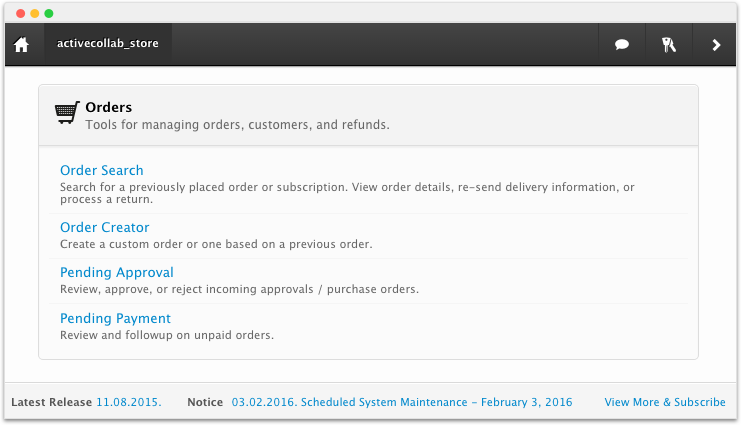 activecollab_store
Orders
Tools for managing orders, customers, and refunds.
Order Search
Search for a previously placed order or subscription. View order details, re-send delivery information, or
process a return.
Order Creator
Create a custom order or one based on a previous order.
Pending Approval
Review, approve, or reject incoming approvals / purchase orders.
Pending Payment
Review and followup on unpaid orders.
Latest Release 11.08.2015. Notice 03.02.2016. Scheduled System Maintenance – February 3, 2016 View More & Subscribe